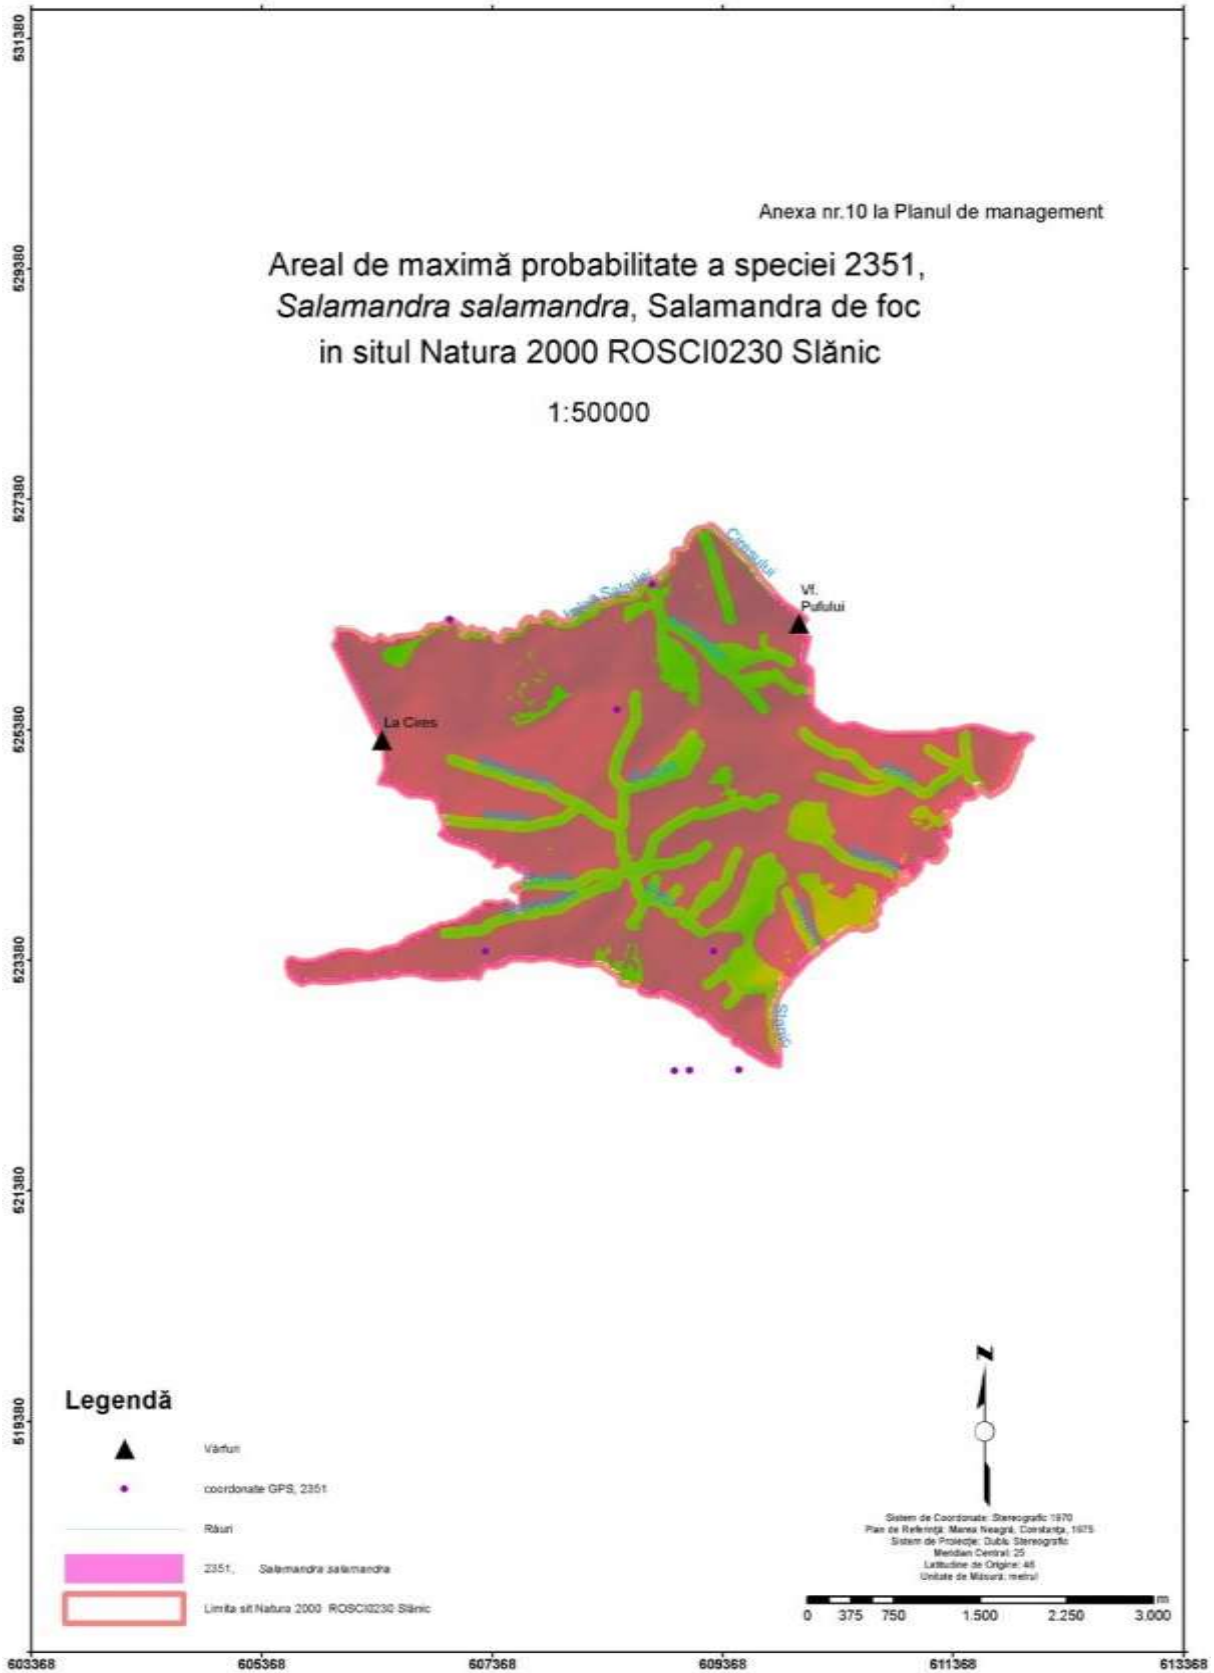 Anexa nr.10 la Planul de management
Areal de maximă probabilitate a speciei 2351,
Salamandra salamandra, Salamandra de foc
in situl Natura 2000 ROSCI0230 Slănic
1:50000
531380
529380
527380
525380
523380
521380
519380
Cireșului
Salariei
Vf.
Pufului
La Cires
Slănic
Legendă
Vârfuri
coordonate GPS, 2351
Râuri
2351, Salamandra salamandra
Limita sit Natura 2000 ROSCI0230 Slănic
N
Sistem de Coordonate: Stereografic 1970
Plan de Referință: Marea Neagră, Constanța, 1975
Sistem de Proiecție: Dublu Stereografic
Meridian Central: 25
Latitudine de Origine: 46
Unitate de Măsură: metrul
m
0 375 750 1.500 2.250 3.000
603368 605368 607368 609368 611368 613368